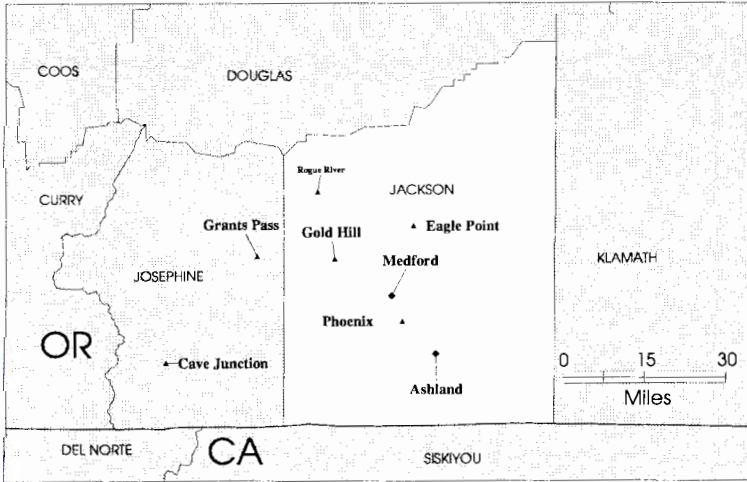 COOS
DOUGLAS
Rogue River
JACKSON
CURRY
Grants Pass
Gold Hill
Eagle Point
Medford
KLAMATH
JOSEPHINE
Phoenix
OR
Cave Junction
0 15 30
Miles
Ashland
DEL NORTE
CA
SISKIYOU